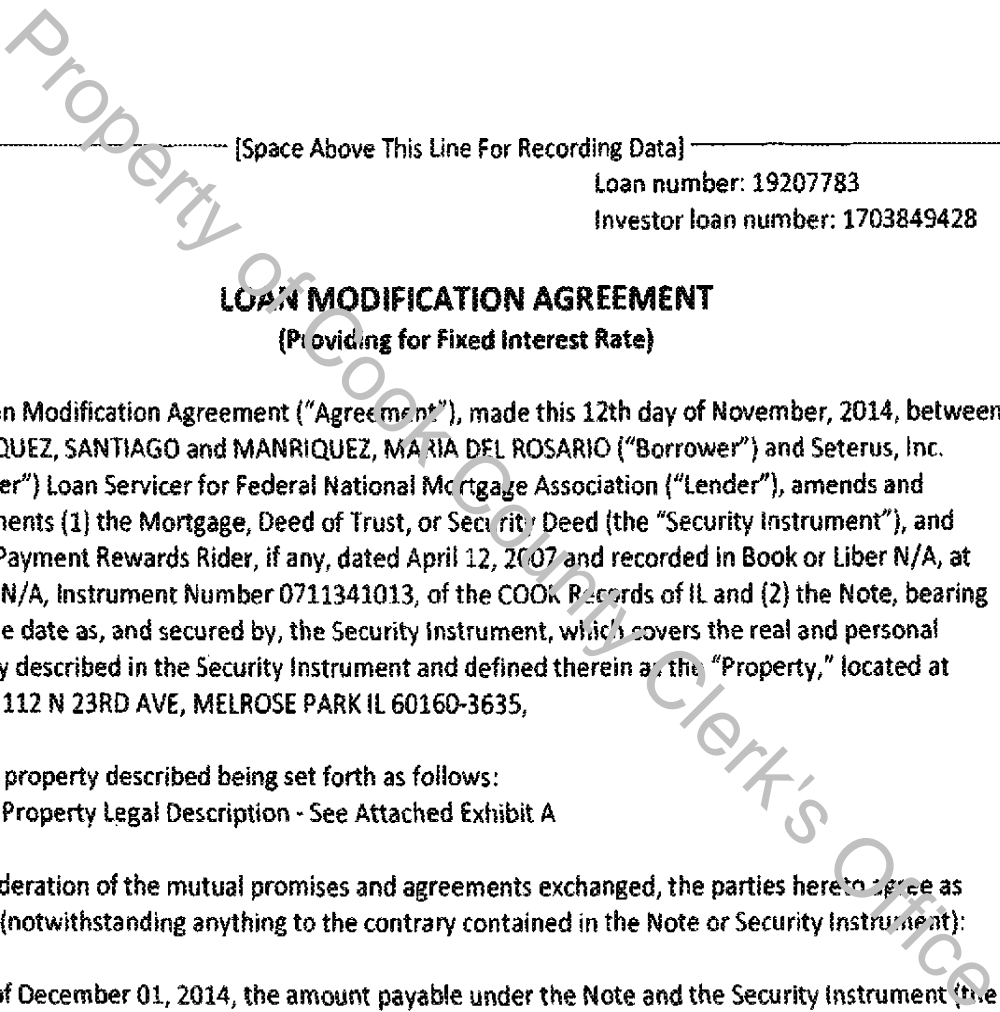 [Space Above This Line For Recording Data]
Loan number: 19207783
Investor loan number: 1703849428
LOAN MODIFICATION AGREEMENT
(Providing for Fixed Interest Rate)
n Modification Agreement ("Agreement"), made this 12th day of November, 2014, between
QUEZ, SANTIAGO and MANRIQUEZ, MARIA DEL ROSARIO ("Borrower") and Seterus, Inc.
er") Loan Servicer for Federal National Mortgage Association ("Lender"), amends and
nents (1) the Mortgage, Deed of Trust, or Security Deed (the "Security Instrument"), and
Payment Rewards Rider, if any, dated April 12, 2007 and recorded in Book or Liber N/A, at
N/A, Instrument Number 0711341013, of the COOK Records of IL and (2) the Note, bearing
e date as, and secured by, the Security Instrument, which covers the real and personal
y described in the Security Instrument and defined therein as the "Property," located at
112 N 23RD AVE, MELROSE PARK IL 60160-3635,
property described being set forth as follows:
Property Legal Description - See Attached Exhibit A
deration of the mutual promises and agreements exchanged, the parties hereto agree as
(notwithstanding anything to the contrary contained in the Note or Security Instrument):
of December 01, 2014, the amount payable under the Note and the Security Instrument (the
Property of Cook County Clerk's Office